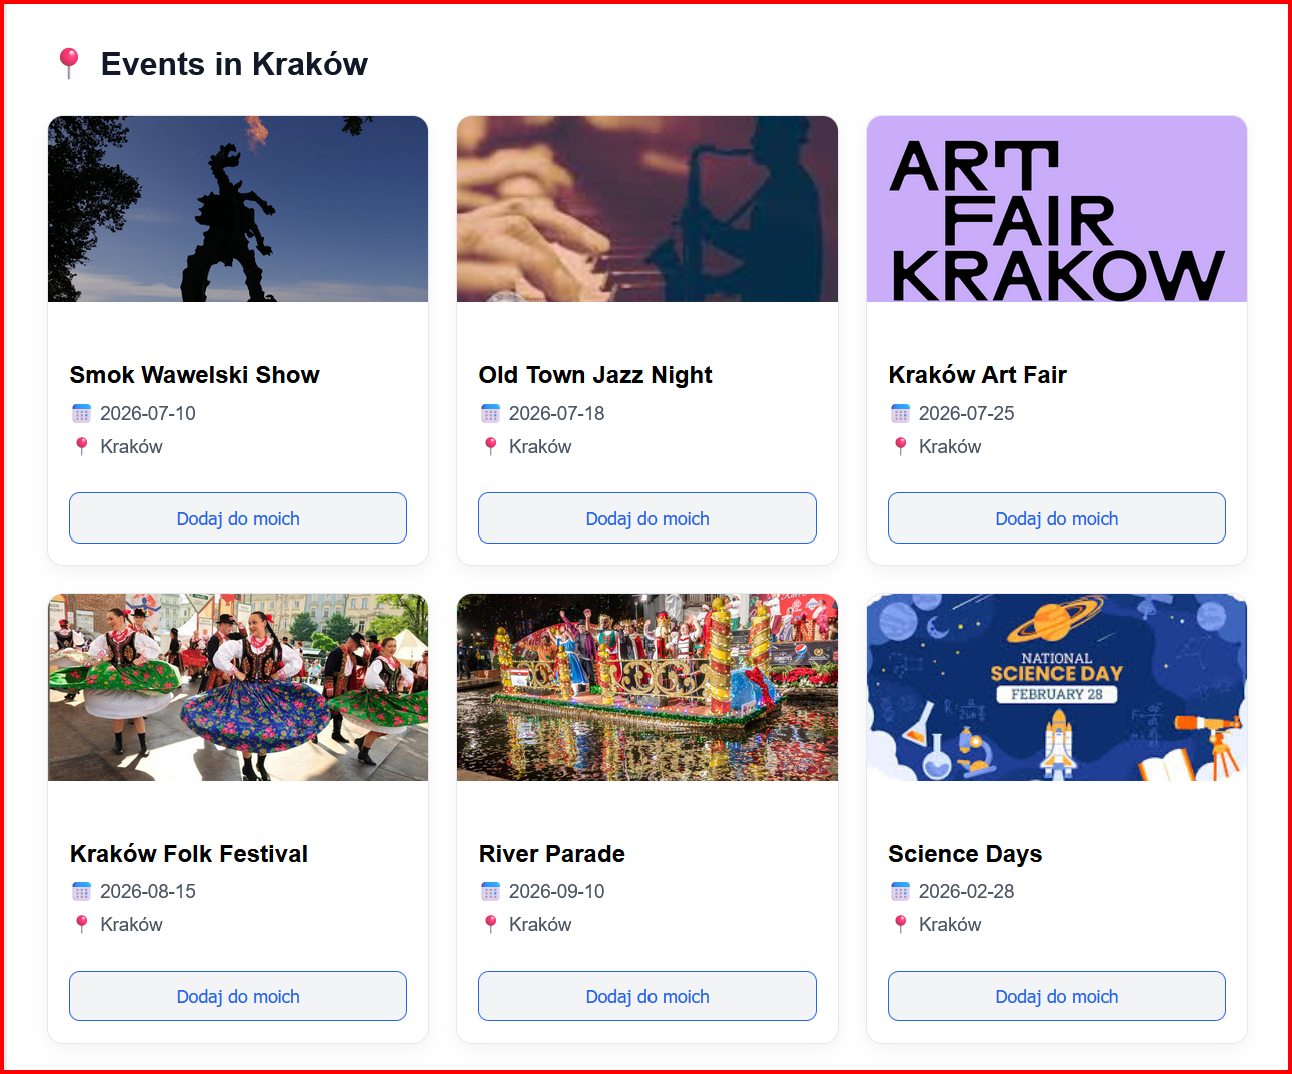 Events in Kraków
ART
FAIR
KRAKOW
Smok Wawelski Show
2026-07-10
Kraków
Dodaj do moich
Old Town Jazz Night
2026-07-18
Kraków
Dodaj do moich
Kraków Art Fair
2026-07-25
Kraków
Dodaj do moich
Kraków Folk Festival
2026-08-15
Kraków
Dodaj do moich
River Parade
2026-09-10
Kraków
Dodaj do moich
NATIONAL
SCIENCE DAY
FEBRUARY 28
Science Days
2026-02-28
Kraków
Dodaj do moich